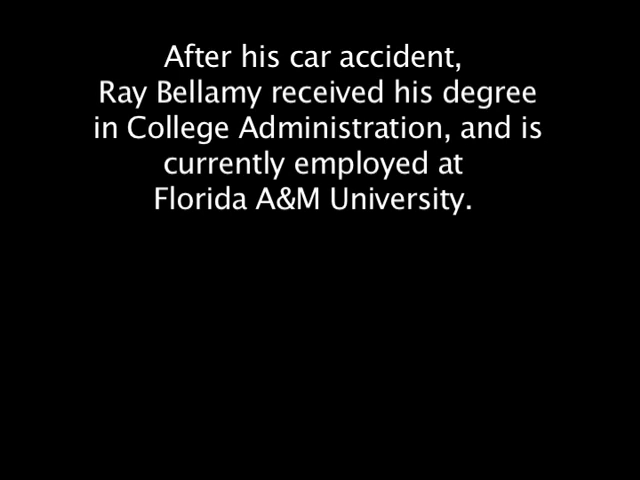 After his car accident,
Ray Bellamy received his degree
in College Administration, and is
currently employed at
Florida A&M University.